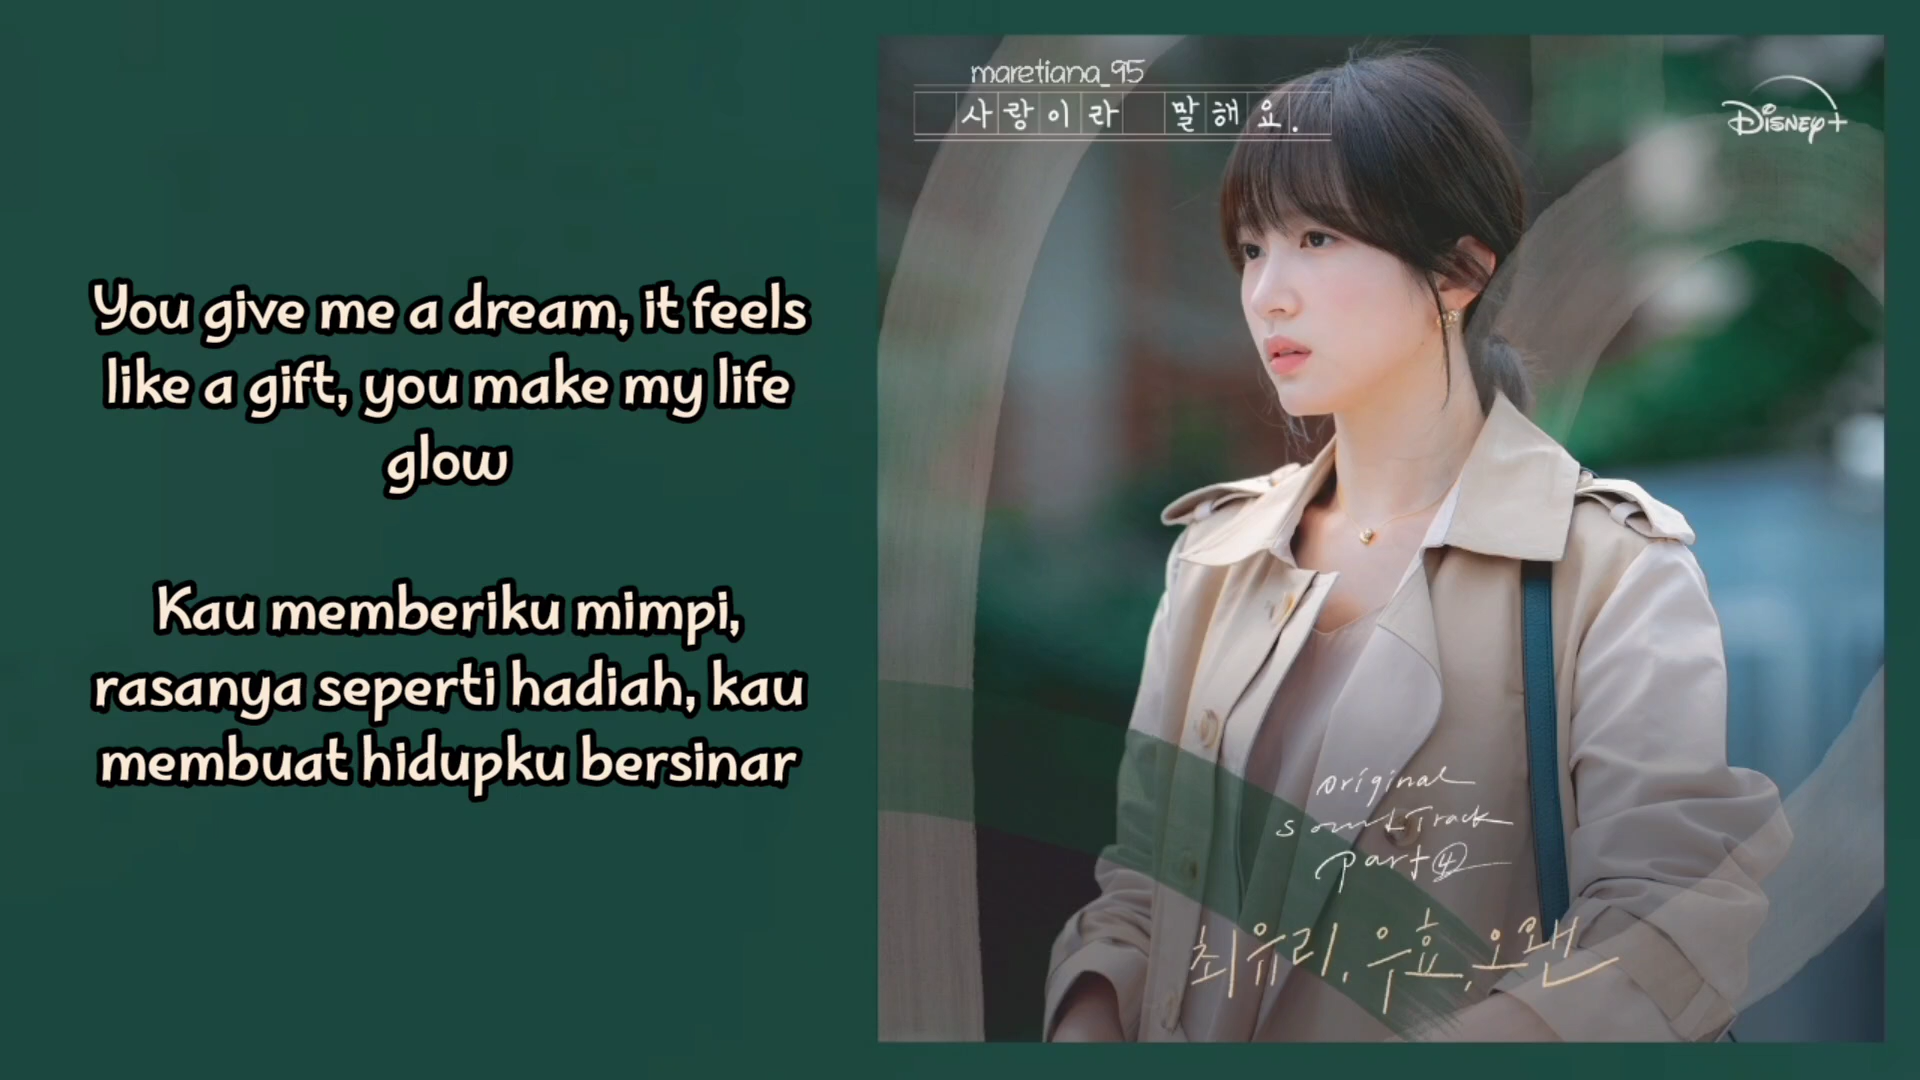 You give me a dream, it feels
like a gift, you make my life
glow
Kau memberiku mimpi,
rasanya seperti hadiah, kau
membuat hidupku bersinar
maretiana_95
사랑이라 말해요.
Disney+
original
soundTrack
part ④
최유리, 우효, 오왠